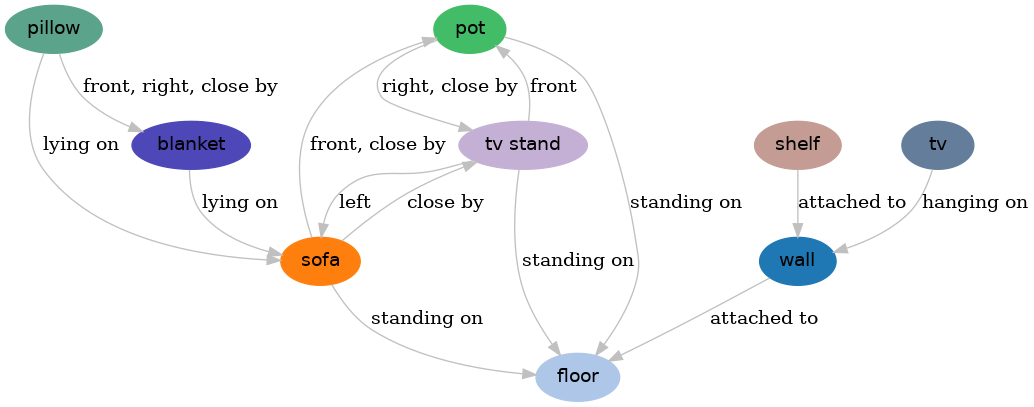 pillow
pot
front, right, close by
right, close by
front
lying on
blanket
front, close by
tv stand
shelf
tv
lying on
left
close by
standing on
attached to
hanging on
sofa
standing on
wall
standing on
attached to
floor